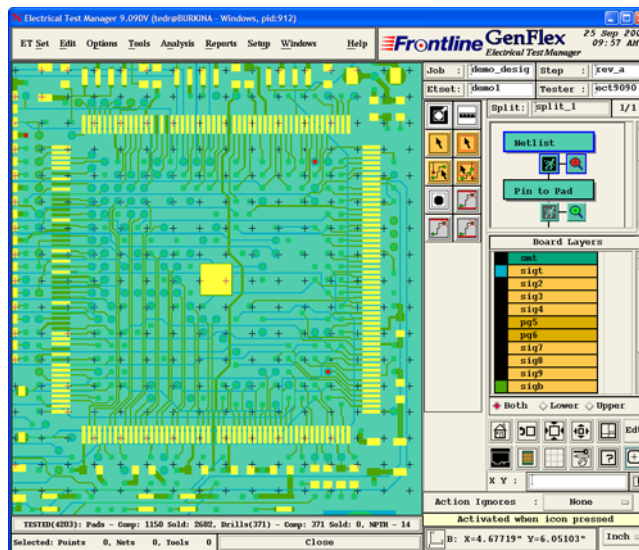 Electrical Test Manager 9.09DV (tedr@BURKINA - Windows, pid:912)
ET Set Edit Options Tools Analysis Reports Setup Windows Help
Frontline GenFlex
Electrical Test Manager
25 Sep 200
09:57 AM
Job : demo_desig Step : rev_a
Etset: demo1 Tester : ect9090
Split: split_1 1/1
Netlist
Pin to Pad
Board Layers
smt
sigt
sig2
sig3
sig4
pg5
pg6
sig7
sig8
sig9
sigb
Both Lower Upper
Edt
?
X Y :
Action Ignores : None
Activated when icon pressed
TESTED(4203): Pads - Comp: 1150 Sold: 2682, Drills(371) - Comp: 371 Sold: 0, NPTH - 14
Selected: Points 0, Nets 0, Tools 0 Close
B: X=4.67719" Y=6.05103" Inch